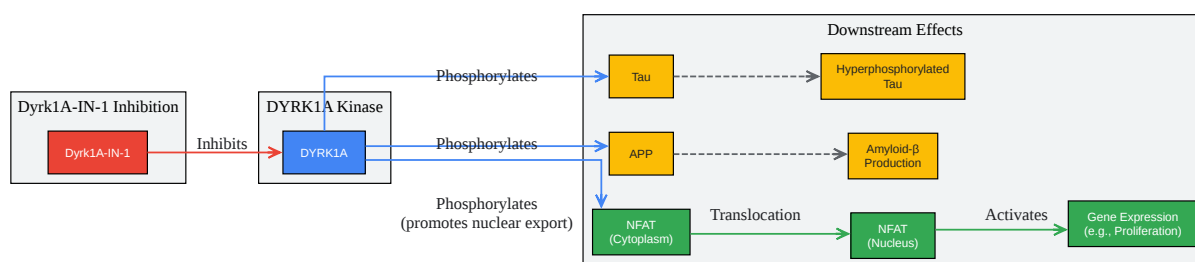 Downstream Effects
Phosphorylates
Tau
Hyperphosphorylated
Tau
Dyrk1A-IN-1 Inhibition
DYRK1A Kinase
Dyrk1A-IN-1
Inhibits
DYRK1A
Phosphorylates
APP
Amyloid-β
Production
Phosphorylates
(promotes nuclear export)
NFAT
(Cytoplasm)
Translocation
NFAT
(Nucleus)
Activates
Gene Expression
(e.g., Proliferation)